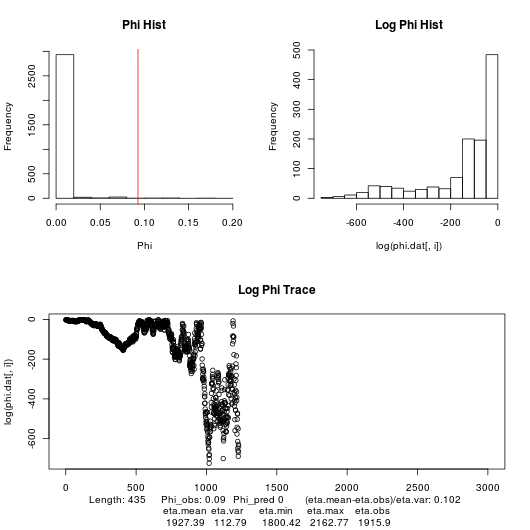 Phi Hist
Log Phi Hist
Frequency
0 500 1500 2500
0.00 0.05 0.10 0.15 0.20
Phi
Frequency
0 100 200 300 400 500
-600 -400 -200 0
log(phi.dat[, i])
Log Phi Trace
log(phi.dat[, i])
0 -200 -400 -600
0 500 1000 1500 2000 2500 3000
Length: 435 Phi_obs: 0.09 Phi_pred 0 (eta.mean-eta.obs)/eta.var: 0.102
eta.mean eta.var eta.min eta.max eta.obs
1927.39 112.79 1800.42 2162.77 1915.9